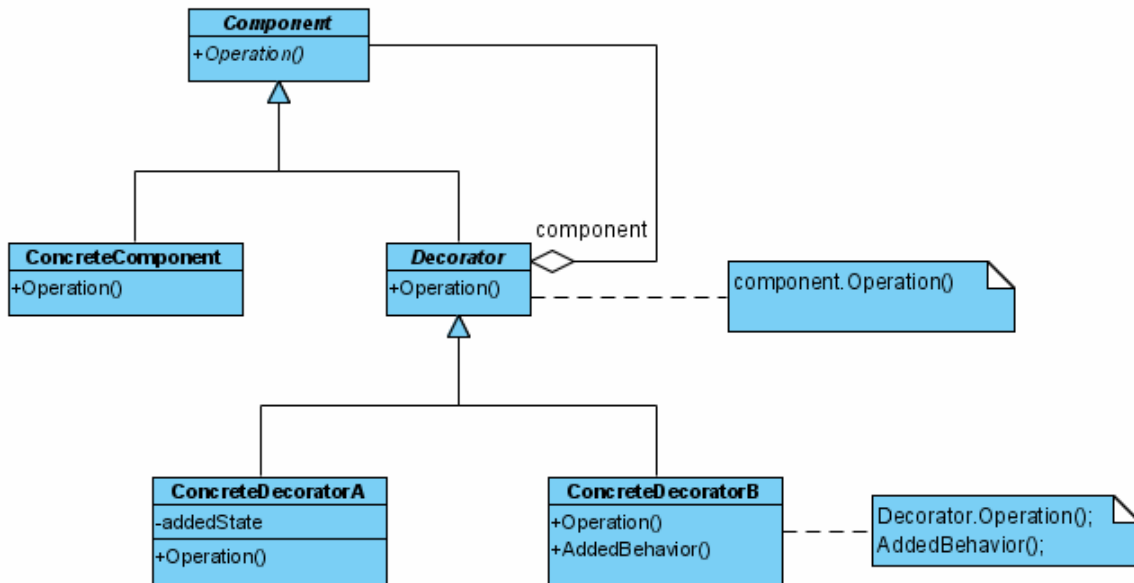 Component
+Operation()
component
ConcreteComponent
+Operation()
Decorator
+Operation()
component.Operation()
ConcreteDecoratorA
-addedState
+Operation()
ConcreteDecoratorB
+Operation()
+AddedBehavior()
Decorator.Operation();
AddedBehavior();